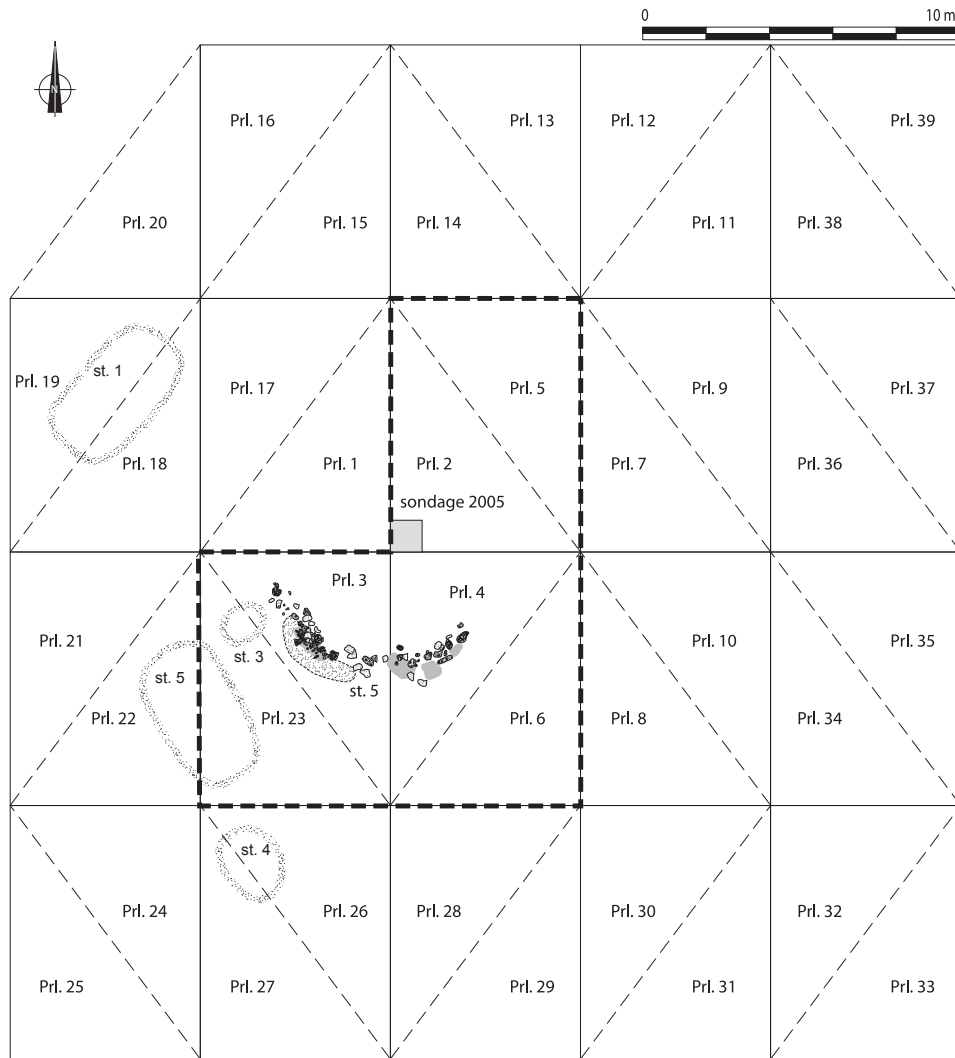 0 10 m
N
Prl. 16 Prl. 13 Prl. 12 Prl. 39
Prl. 20 Prl. 15 Prl. 14 Prl. 11 Prl. 38
st. 1
Prl. 19 Prl. 17 Prl. 5 Prl. 9 Prl. 37
Prl. 18 Prl. 1 Prl. 2 Prl. 7 Prl. 36
sondage 2005
Prl. 3 Prl. 4
Prl. 21 Prl. 10 Prl. 35
st. 3
st. 5 st. 5
Prl. 22 Prl. 23 Prl. 6 Prl. 8 Prl. 34
st. 4
Prl. 24 Prl. 26 Prl. 28 Prl. 30 Prl. 32
Prl. 25 Prl. 27 Prl. 29 Prl. 31 Prl. 33